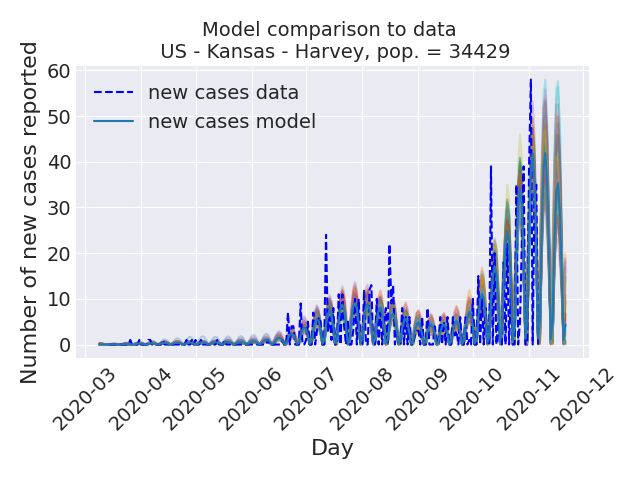 Model comparison to data
US - Kansas - Harvey, pop. = 34429
Number of new cases reported
60
50
40
30
20
10
0
new cases data
new cases model
2020-03
2020-04
2020-05
2020-06
2020-07
2020-08
2020-09
2020-10
2020-11
2020-12
Day